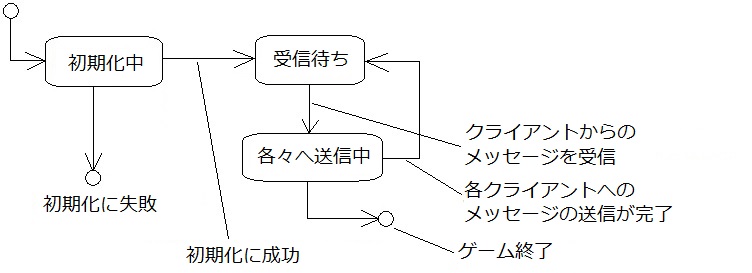 初期化中
受信待ち
各々へ送信中
クライアントからの
メッセージを受信
各クライアントへの
メッセージの送信が完了
初期化に失敗
初期化に成功
ゲーム終了